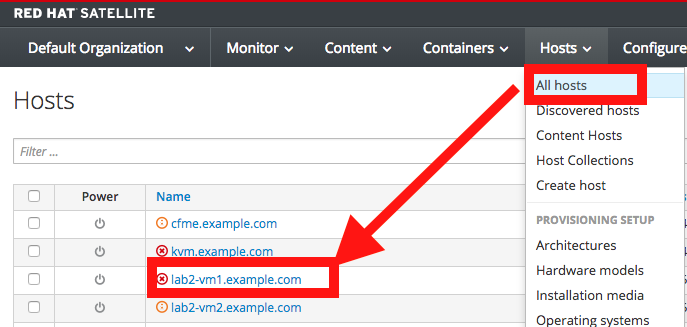 RED HAT SATELLITE
Default Organization Monitor Content Containers Hosts Configure
Hosts
All hosts
Discovered hosts
Content Hosts
Host Collections
Create host
PROVISIONING SETUP
Architectures
Hardware models
Installation media
Operating systems
Filter ...
Power Name
cfme.example.com
kvm.example.com
lab2-vm1.example.com
lab2-vm2.example.com